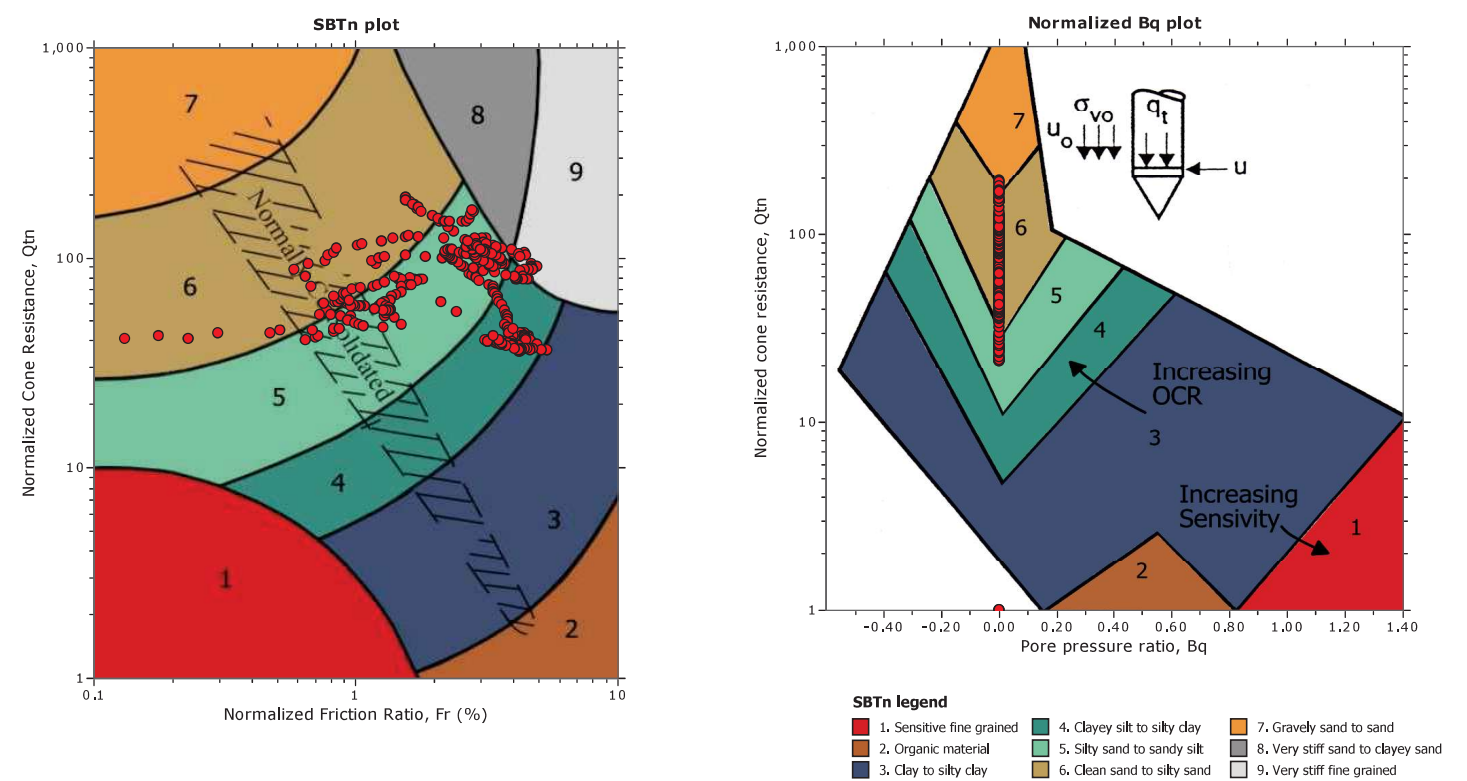 SBTn plot
1,000
100
10
1
Normalized Cone Resistance, Qtn
7
8
9
6
5
4
3
1
2
0.1
1
10
Normalized Friction Ratio, Fr (%)
Normalized Bq plot
1,000
100
10
1
Normalized cone resistance, Qtn
σvo
uo
qt
u
7
6
5
4
Increasing
OCR
3
Increasing
Sensivity
1
2
-0.40 -0.20 0.00 0.20 0.40 0.60 0.80 1.00 1.20 1.40
Pore pressure ratio, Bq
SBTn legend
1. Sensitive fine grained
2. Organic material
3. Clay to silty clay
4. Clayey silt to silty clay
5. Silty sand to sandy silt
6. Clean sand to silty sand
7. Gravely sand to sand
8. Very stiff sand to clayey sand
9. Very stiff fine grained